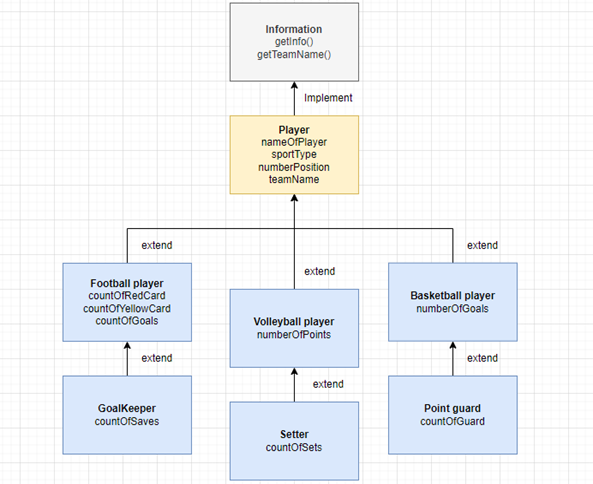 Information
getInfo()
getTeamName()
Implement
Player
nameOfPlayer
sportType
numberPosition
teamName
extend
extend
extend
Football player
countOfRedCard
countOfYellowCard
countOfGoals
Volleyball player
numberOfPoints
Basketball player
numberOfGoals
extend
extend
extend
GoalKeeper
countOfSaves
Setter
countOfSets
Point guard
countOfGuard